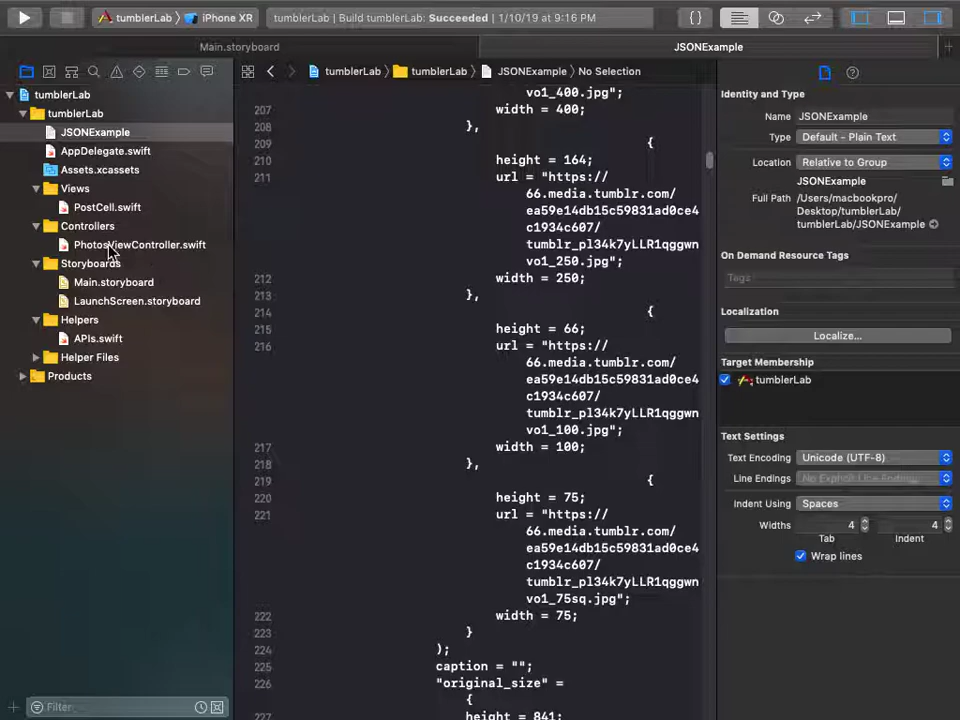 tumblerLab › iPhone XR
tumblerLab | Build tumblerLab: Succeeded | 1/10/19 at 9:16 PM
{ }
Main.storyboard
JSONExample
tumblerLab › tumblerLab › JSONExample › No Selection
tumblerLab
tumblerLab
JSONExample
AppDelegate.swift
Assets.xcassets
Views
PostCell.swift
Controllers
PhotosViewController.swift
Storyboards
Main.storyboard
LaunchScreen.storyboard
Helpers
APIs.swift
Helper Files
Products
Filter
vo1_400.jpg";
207 width = 400;
208 },
209 {
210 height = 164;
211 url = "https://
66.media.tumblr.com/
ea59e14db15c59831ad0ce4
c1934c607/
tumblr_pl34k7yLLR1qggwn
vo1_250.jpg";
212 width = 250;
213 },
214 {
215 height = 66;
216 url = "https://
66.media.tumblr.com/
ea59e14db15c59831ad0ce4
c1934c607/
tumblr_pl34k7yLLR1qggwn
vo1_100.jpg";
217 width = 100;
218 },
219 {
220 height = 75;
221 url = "https://
66.media.tumblr.com/
ea59e14db15c59831ad0ce4
c1934c607/
tumblr_pl34k7yLLR1qggwn
vo1_75sq.jpg";
222 width = 75;
223 }
224 );
225 caption = "";
226 "original_size" =
{
227 height = 841;
Identity and Type
Name JSONExample
Type Default - Plain Text
Location Relative to Group
JSONExample
Full Path /Users/macbookpro/
Desktop/tumblerLab/
tumblerLab/JSONExample
On Demand Resource Tags
Tags
Localization
Localize...
Target Membership
tumblerLab
Text Settings
Text Encoding Unicode (UTF-8)
Line Endings No Explicit Line Endings
Indent Using Spaces
Widths 4 4
Tab Indent
Wrap lines